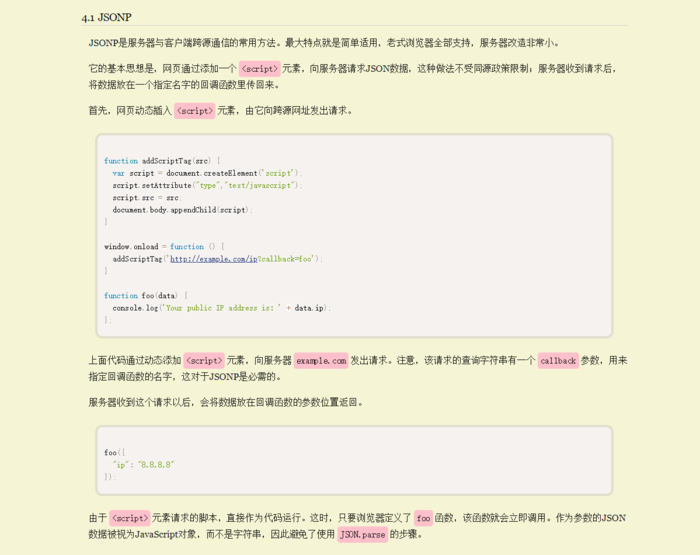 4.1 JSONP
JSONP是服务器与客户端跨源通信的常用方法。最大特点就是简单适用，老式浏览器全部支持，服务器改造非常小。
它的基本思想是，网页通过添加一个 <script> 元素，向服务器请求JSON数据，这种做法不受同源政策限制；服务器收到请求后，
将数据放在一个指定名字的回调函数里传回来。
首先，网页动态插入 <script> 元素，由它向跨源网址发出请求。
function addScriptTag(src) {
  var script = document.createElement('script');
  script.setAttribute("type","text/javascript");
  script.src = src;
  document.body.appendChild(script);
}
window.onload = function () {
  addScriptTag('http://example.com/ip?callback=foo');
}
function foo(data) {
  console.log('Your public IP address is: ' + data.ip);
};
上面代码通过动态添加 <script> 元素，向服务器 example.com 发出请求。注意，该请求的查询字符串有一个 callback 参数，用来
指定回调函数的名字，这对于JSONP是必需的。
服务器收到这个请求以后，会将数据放在回调函数的参数位置返回。
foo({
  "ip": "8.8.8.8"
});
由于 <script> 元素请求的脚本，直接作为代码运行。这时，只要浏览器定义了 foo 函数，该函数就会立即调用。作为参数的JSON
数据被视为JavaScript对象，而不是字符串，因此避免了使用 JSON.parse 的步骤。